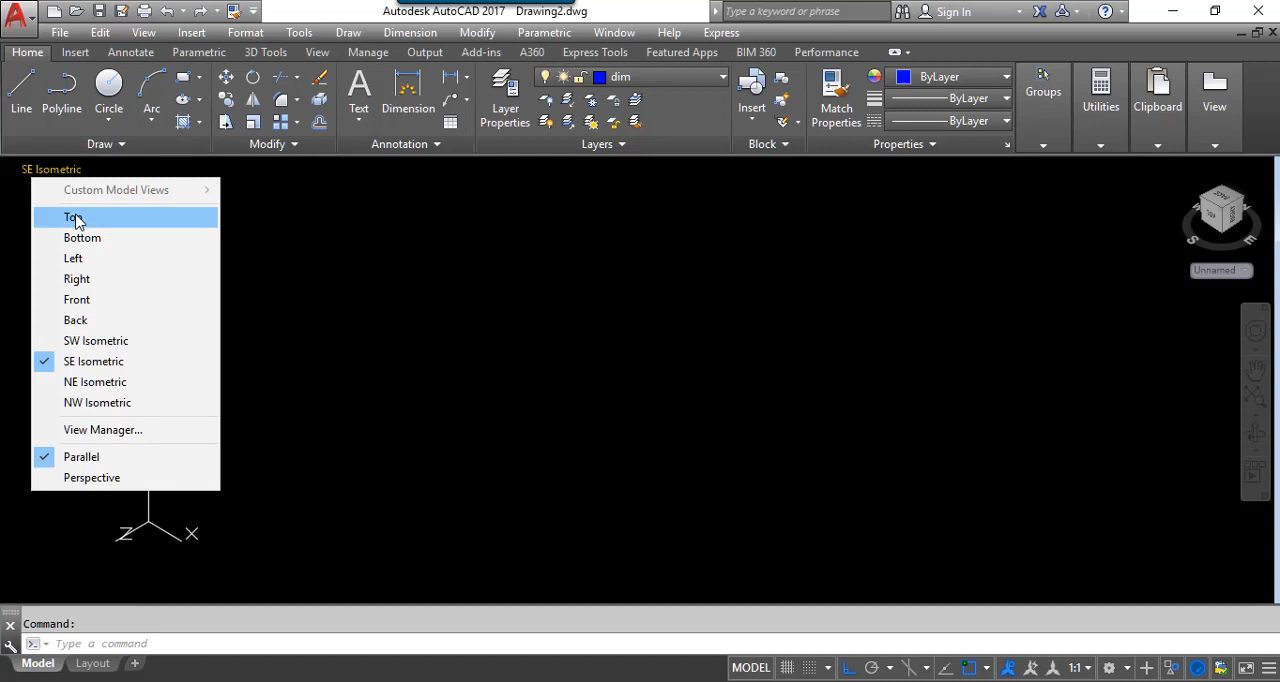 Autodesk AutoCAD 2017 Drawing2.dwg
Type a keyword or phrase
Sign In
File Edit View Insert Format Tools Draw Dimension Modify Parametric Window Help Express
Home Insert Annotate Parametric 3D Tools View Manage Output Add-ins A360 Express Tools Featured Apps BIM 360 Performance
dim
ByLayer
ByLayer
ByLayer
Line Polyline Circle Arc
Text Dimension
Layer
Properties
Insert
Match
Properties
Groups Utilities Clipboard View
Draw Modify Annotation Layers Block Properties
SE Isometric
Custom Model Views
Top
Bottom
Left
Right
Front
Back
SW Isometric
SE Isometric
NE Isometric
NW Isometric
View Manager...
Parallel
Perspective
Z X
S E
Unnamed
Command:
Type a command
Model Layout +
MODEL 1:1